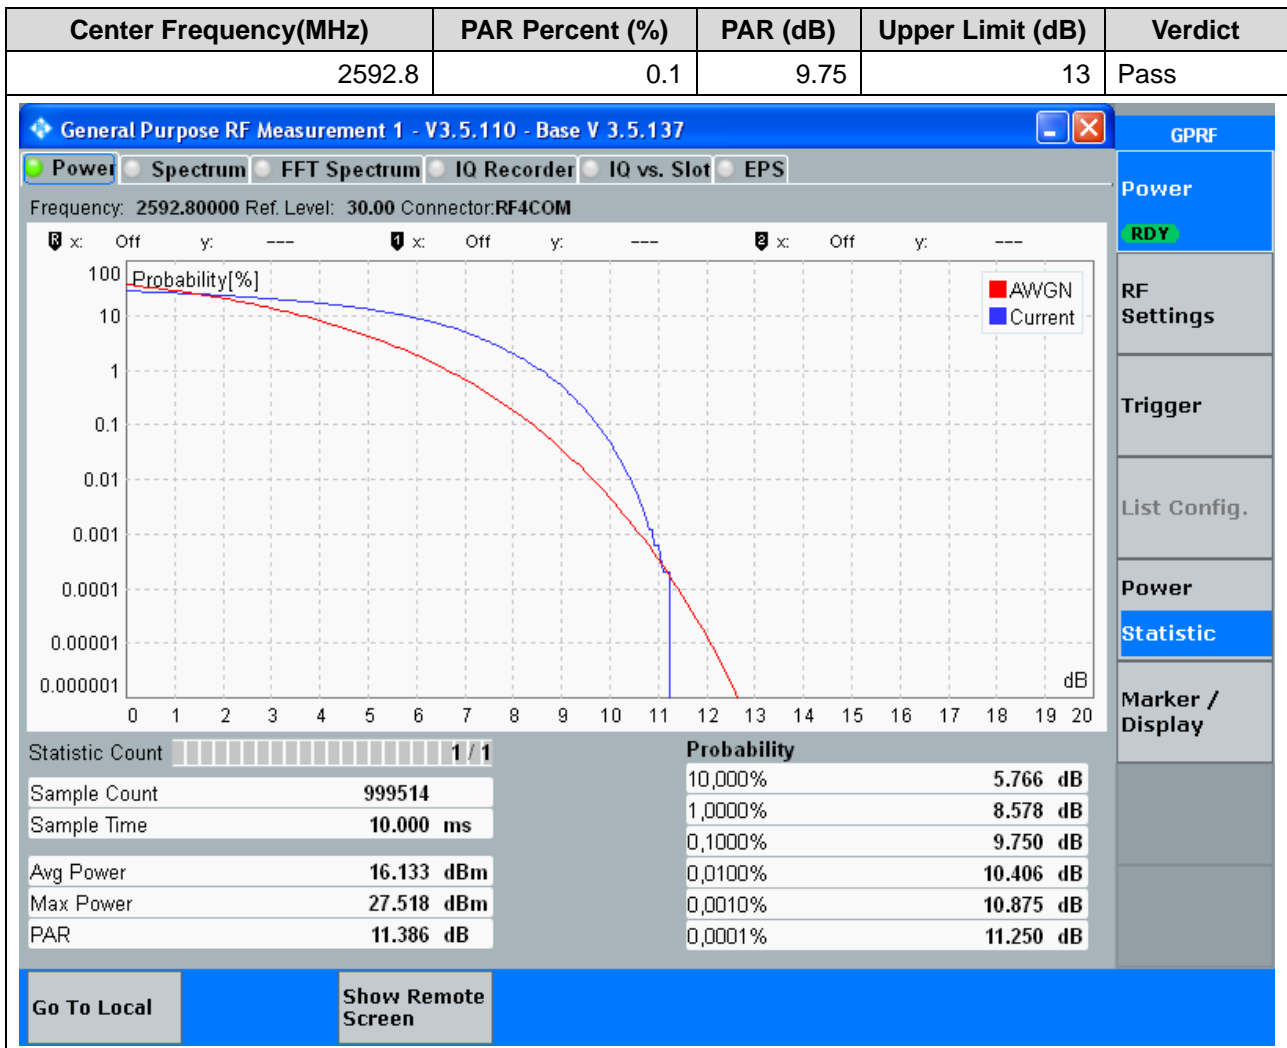 Center Frequency(MHz) PAR Percent (%) PAR (dB) Upper Limit (dB) Verdict
2592.8 0.1 9.75 13 Pass
General Purpose RF Measurement 1 - V3.5.110 - Base V 3.5.137
GPRF
Power Spectrum FFT Spectrum IQ Recorder IQ vs. Slot EPS
Power
RDY
Frequency: 2592.80000 Ref. Level: 30.00 Connector:RF4COM
R x: Off y: --- 1 x: Off y: --- 2 x: Off y: ---
Probability[%]
AWGN
Current
100
10
1
0.1
0.01
0.001
0.0001
0.00001
0.000001
dB
0 1 2 3 4 5 6 7 8 9 10 11 12 13 14 15 16 17 18 19 20
RF
Settings
Trigger
List Config.
Power
Statistic
Marker /
Display
Statistic Count 1 / 1
Sample Count 999514
Sample Time 10.000 ms
Avg Power 16.133 dBm
Max Power 27.518 dBm
PAR 11.386 dB
Probability
10,000% 5.766 dB
1,0000% 8.578 dB
0,1000% 9.750 dB
0,0100% 10.406 dB
0,0010% 10.875 dB
0,0001% 11.250 dB
Go To Local
Show Remote
Screen